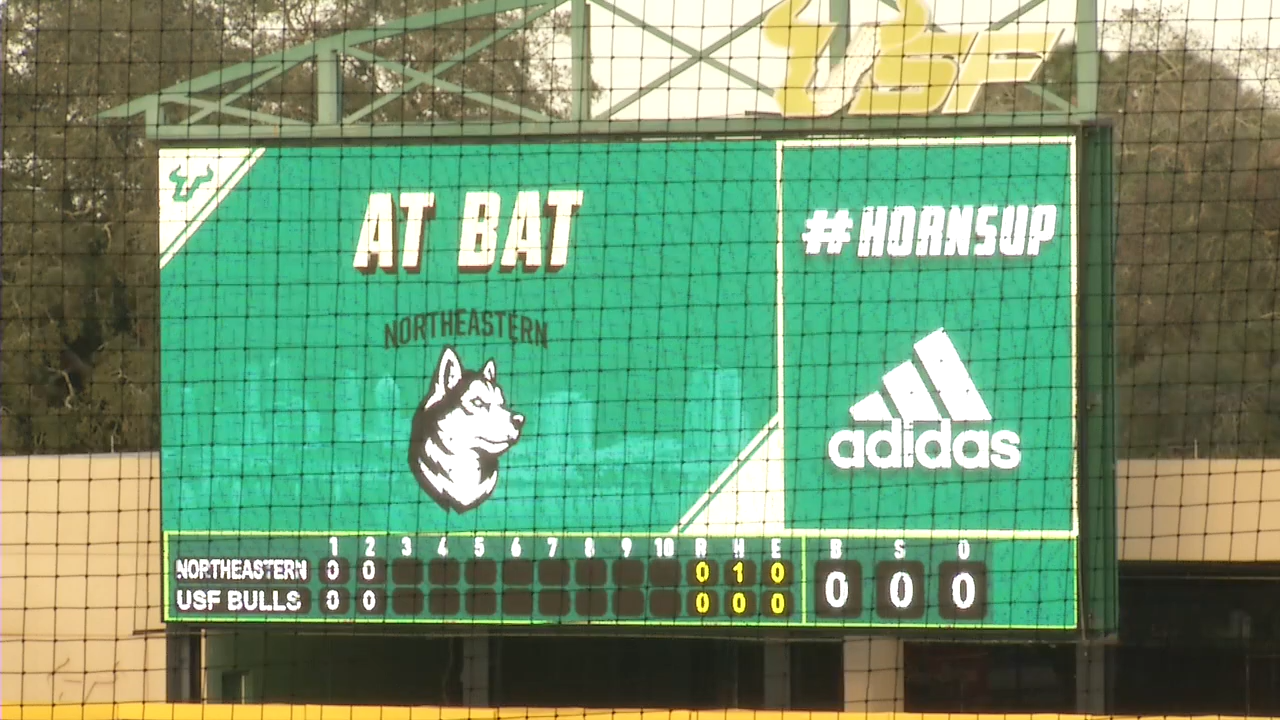 USF
AT BAT
#HORNSUP
NORTHEASTERN
adidas
1 2 3 4 5 6 7 8 9 10 R H E B S O
NORTHEASTERN 0 0 0 1 0 0 0 0
USF BULLS 0 0 0 0 0